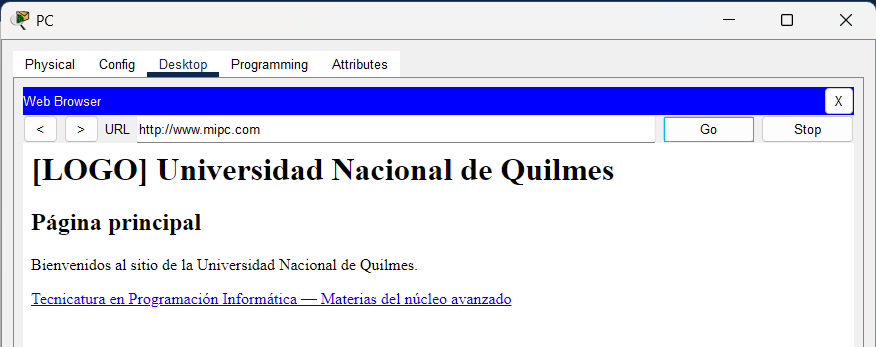 PC
Physical Config Desktop Programming Attributes
Web Browser X
< > URL http://www.mipc.com Go Stop
[LOGO] Universidad Nacional de Quilmes
Página principal
Bienvenidos al sitio de la Universidad Nacional de Quilmes.
Tecnicatura en Programación Informática — Materias del núcleo avanzado